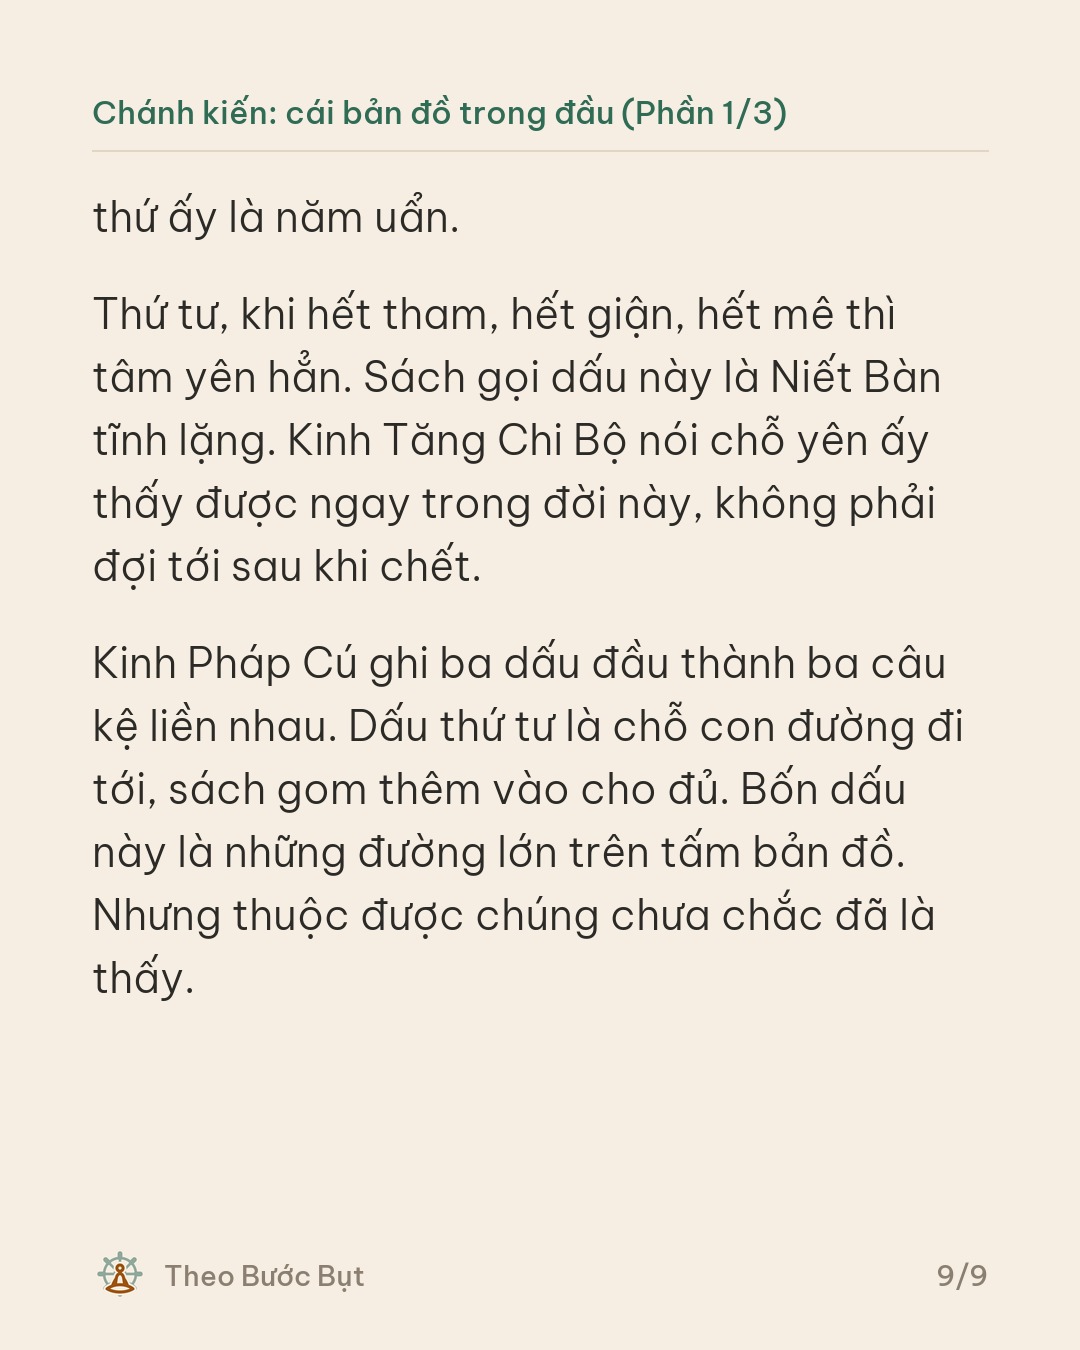 Chánh kiến: cái bản đồ trong đầu (Phần 1/3)
thứ ấy là năm uẩn.
Thứ tư, khi hết tham, hết giận, hết mê thì
tâm yên hẳn. Sách gọi dấu này là Niết Bàn
tĩnh lặng. Kinh Tăng Chi Bộ nói chỗ yên ấy
thấy được ngay trong đời này, không phải
đợi tới sau khi chết.
Kinh Pháp Cú ghi ba dấu đầu thành ba câu
kệ liền nhau. Dấu thứ tư là chỗ con đường đi
tới, sách gom thêm vào cho đủ. Bốn dấu
này là những đường lớn trên tấm bản đồ.
Nhưng thuộc được chúng chưa chắc đã là
thấy.
Theo Bước Bụt
9/9